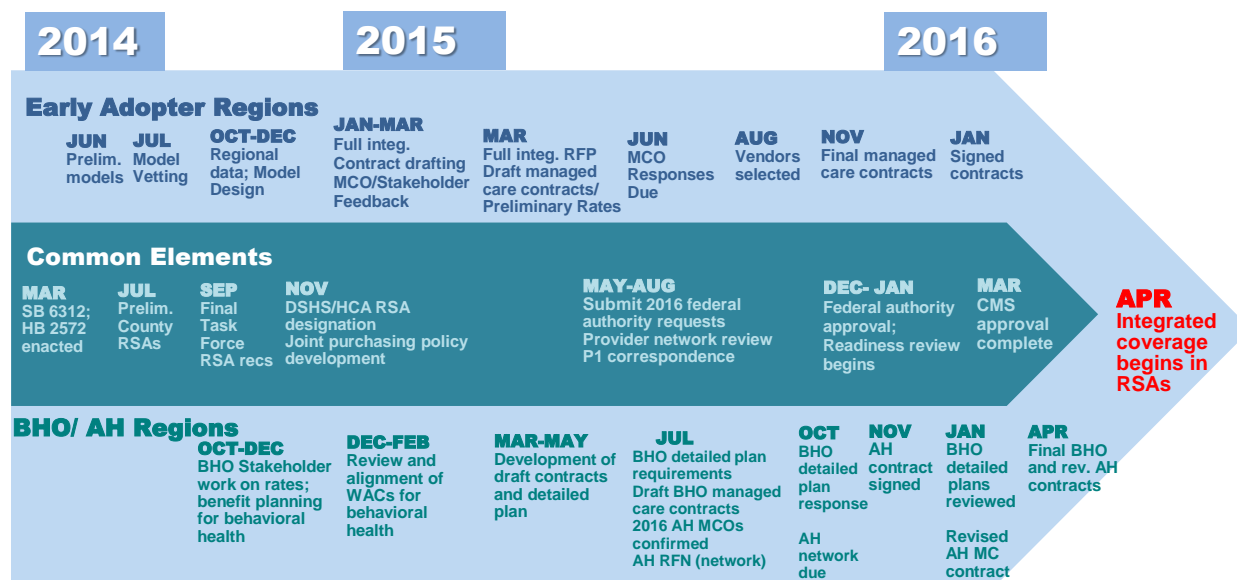 2014
2015
2016
Early Adopter Regions
JUN
Prelim.
models
JUL
Model
Vetting
OCT-DEC
Regional
data; Model
Design
JAN-MAR
Full integ.
Contract drafting
MCO/Stakeholder
Feedback
MAR
Full integ. RFP
Draft managed
care contracts/
Preliminary Rates
JUN
MCO
Responses
Due
AUG
Vendors
selected
NOV
Final managed
care contracts
JAN
Signed
contracts
Common Elements
MAR
SB 6312;
HB 2572
enacted
JUL
Prelim.
County
RSAs
SEP
Final
Task
Force
RSA recs
NOV
DSHS/HCA RSA
designation
Joint purchasing policy
development
MAY-AUG
Submit 2016 federal
authority requests
Provider network review
P1 correspondence
DEC- JAN
Federal authority
approval;
Readiness review
begins
MAR
CMS
approval
complete
APR
Integrated
coverage
begins in
RSAs
BHO/ AH Regions
OCT-DEC
BHO Stakeholder
work on rates;
benefit planning
for behavioral
health
DEC-FEB
Review and
alignment of
WACs for
behavioral
health
MAR-MAY
Development of
draft contracts
and detailed
plan
JUL
BHO detailed plan
requirements
Draft BHO managed
care contracts
2016 AH MCOs
confirmed
AH RFN (network)
OCT
BHO
detailed
plan
response
AH
network
due
NOV
AH
contract
signed
JAN
BHO
detailed
plans
reviewed
Revised
AH MC
contract
APR
Final BHO
and rev. AH
contracts